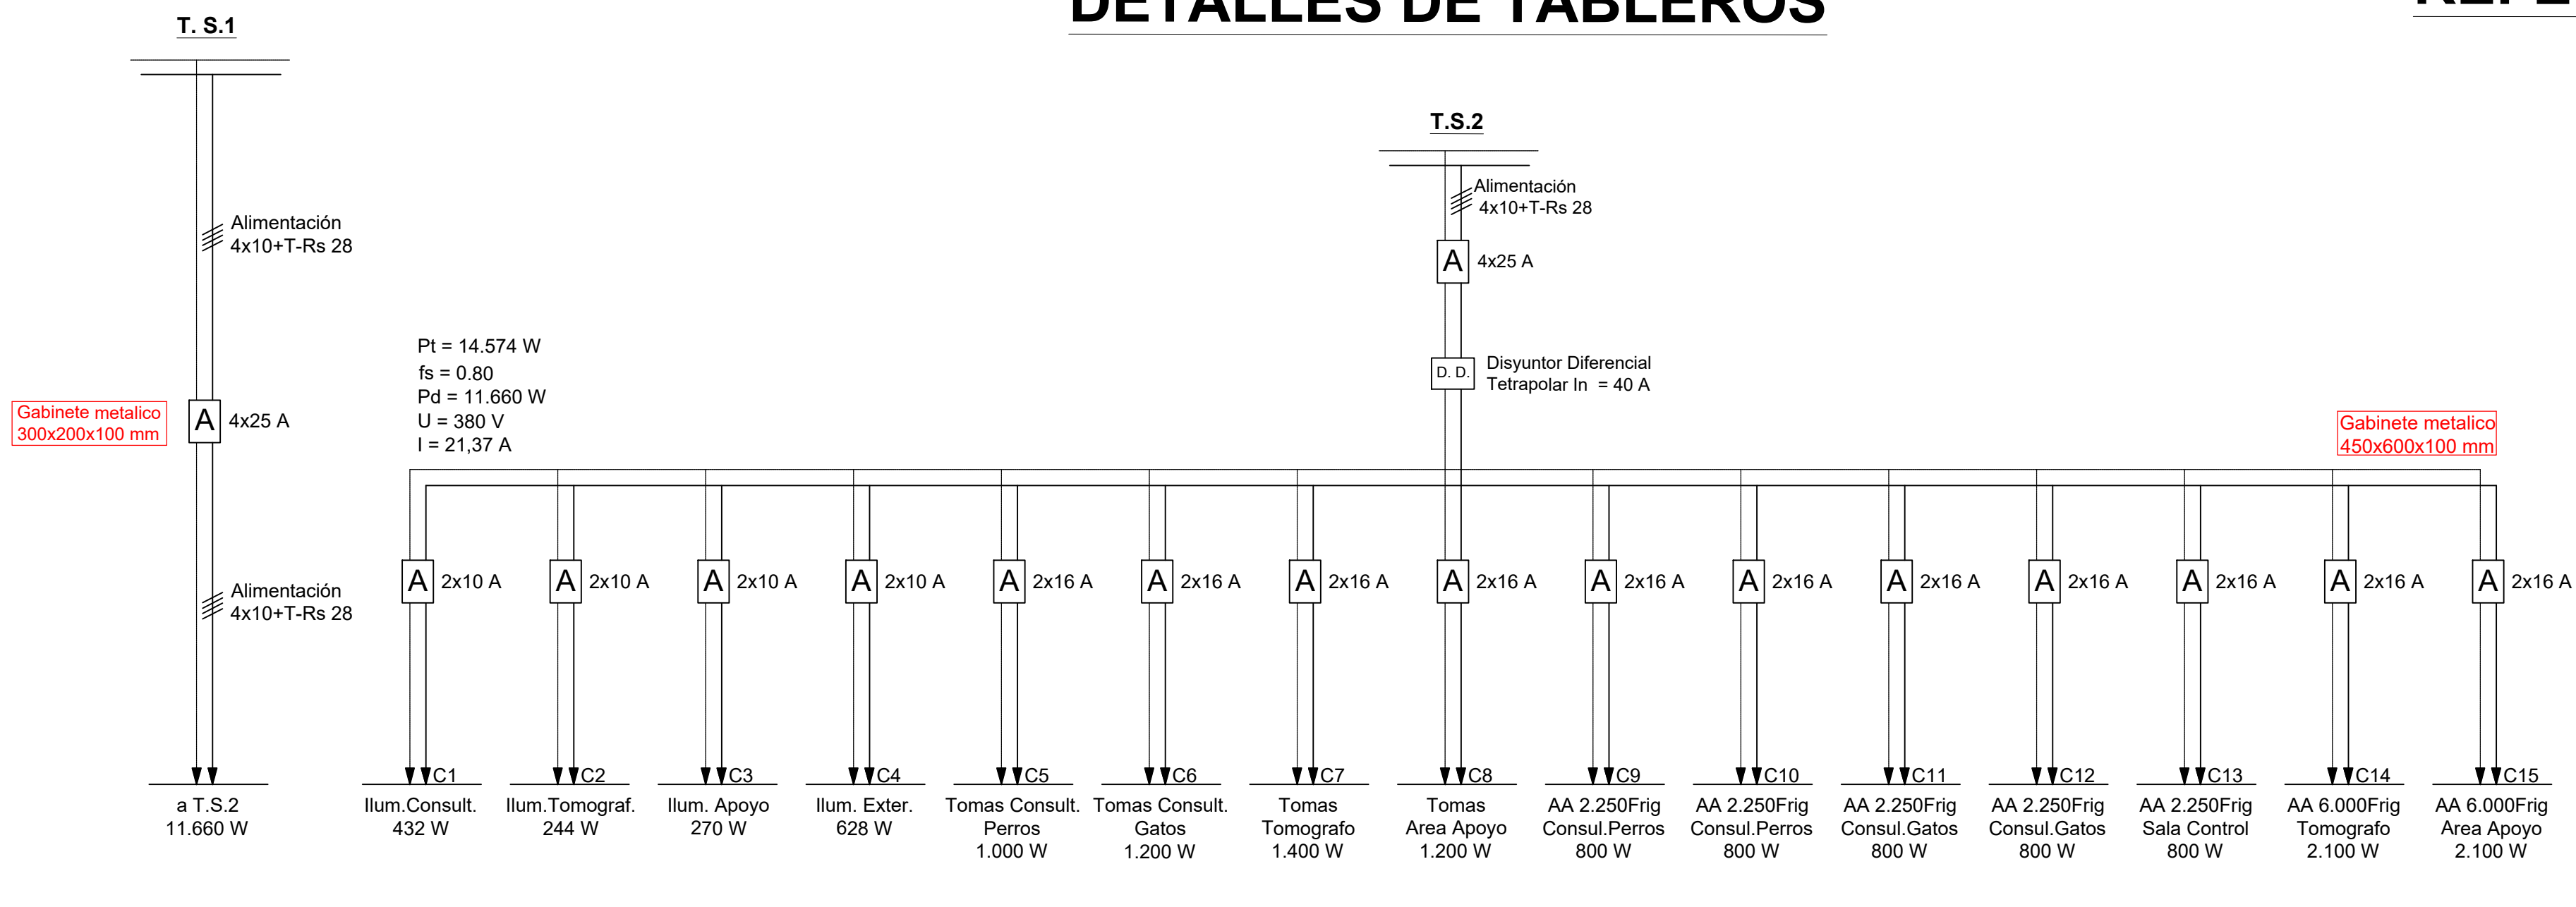 DETALLES DE TABLEROS
T. S.1
T.S.2
Alimentación
4x10+T-Rs 28
A
4x25 A
D. D.
Disyuntor Diferencial
Tetrapolar In = 40 A
Alimentación
4x10+T-Rs 28
Gabinete metalico
300x200x100 mm
A
4x25 A
Alimentación
4x10+T-Rs 28
a T.S.2
11.660 W
Pt = 14.574 W
fs = 0.80
Pd = 11.660 W
U = 380 V
I = 21,37 A
Gabinete metalico
450x600x100 mm
A 2x10 A
A 2x10 A
A 2x10 A
A 2x10 A
A 2x16 A
A 2x16 A
A 2x16 A
A 2x16 A
A 2x16 A
A 2x16 A
A 2x16 A
A 2x16 A
A 2x16 A
A 2x16 A
A 2x16 A
C1
Ilum.Consult.
432 W
C2
Ilum.Tomograf.
244 W
C3
Ilum. Apoyo
270 W
C4
Ilum. Exter.
628 W
C5
Tomas Consult.
Perros
1.000 W
C6
Tomas Consult.
Gatos
1.200 W
C7
Tomas
Tomografo
1.400 W
C8
Tomas
Area Apoyo
1.200 W
C9
AA 2.250Frig
Consul.Perros
800 W
C10
AA 2.250Frig
Consul.Perros
800 W
C11
AA 2.250Frig
Consul.Gatos
800 W
C12
AA 2.250Frig
Consul.Gatos
800 W
C13
AA 2.250Frig
Sala Control
800 W
C14
AA 6.000Frig
Tomografo
2.100 W
C15
AA 6.000Frig
Area Apoyo
2.100 W